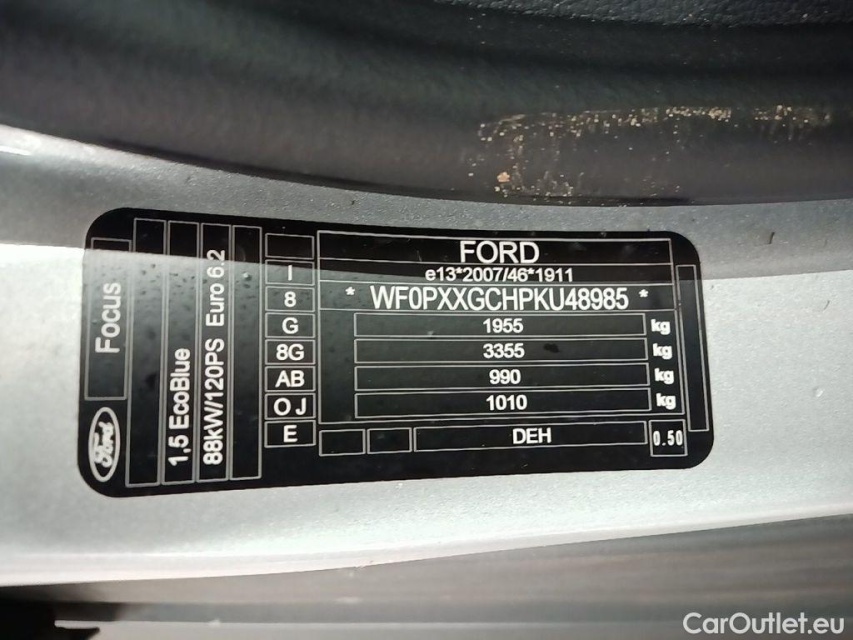 FORD
e13*2007/46*1911
* WF0PXXGCHPKU48985 *
1955 kg
3355 kg
990 kg
1010 kg
DEH 0.50
I
8
G
8G
AB
O J
E
Focus
Ford
1,5 EcoBlue
88kW/120PS Euro 6.2
CarOutlet.eu